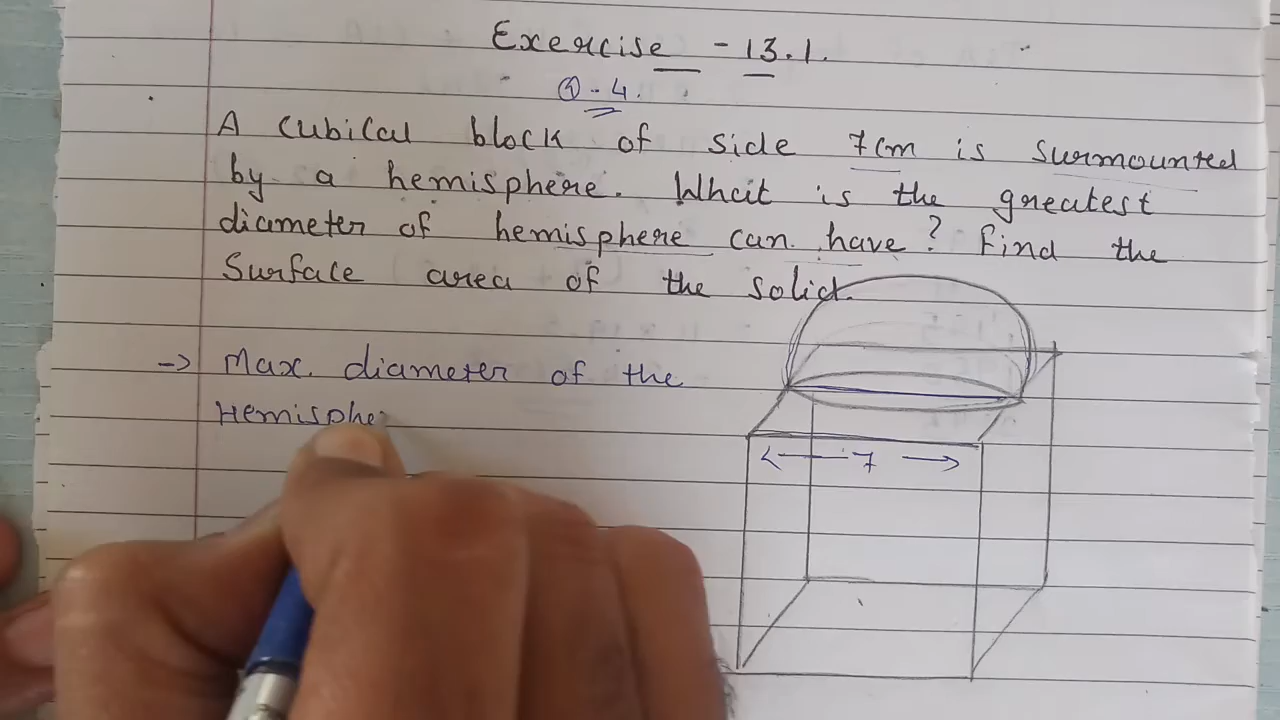 Exercise - 13.1.
Q-4.
A cubical block of side 7cm is surmounted
by a hemisphere. What is the greatest
diameter of hemisphere can have? Find the
Surface area of the solid.
→ Max. diameter of the
Hemisphe
← 7 →